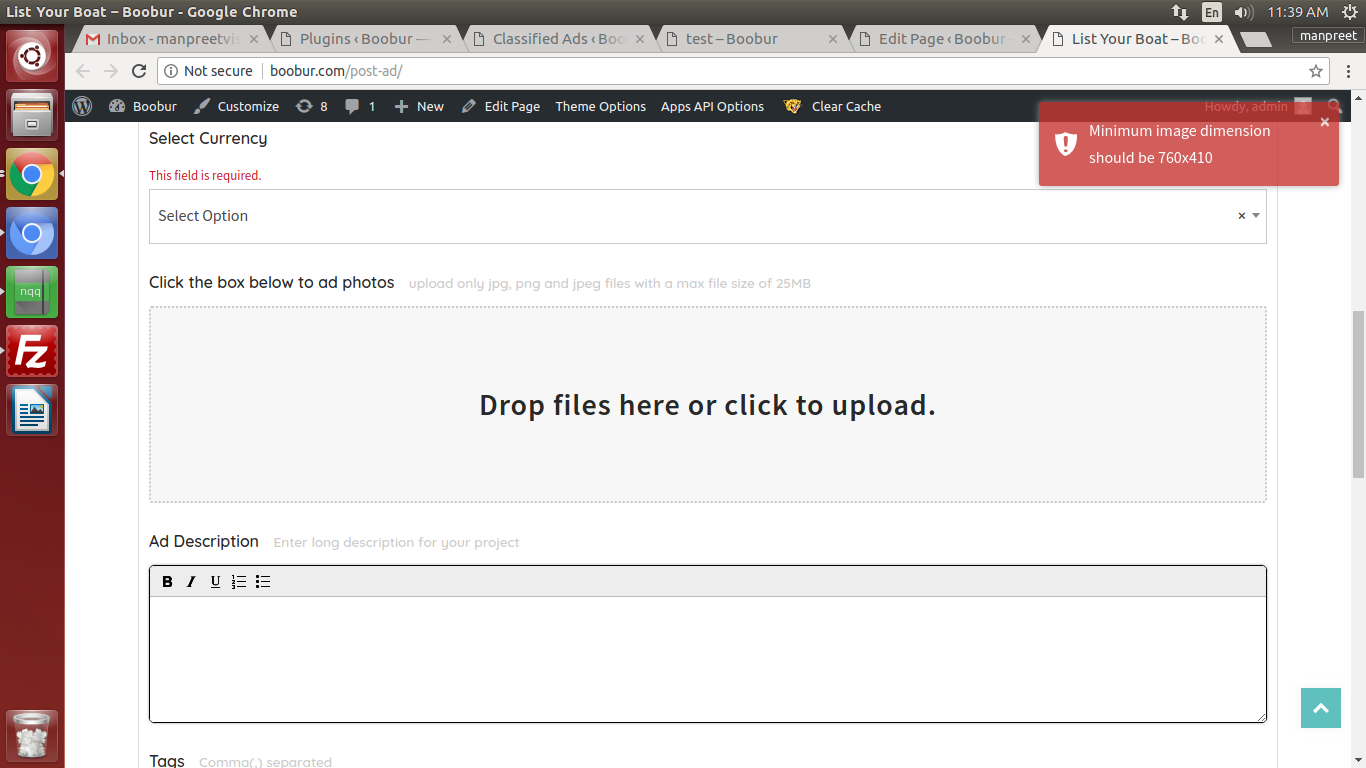 List Your Boat – Boobur - Google Chrome
En
11:39 AM
Inbox - manpreetvis
Plugins ‹ Boobur —
Classified Ads ‹ Boo
test – Boobur
Edit Page ‹ Boobur
List Your Boat – Boo
manpreet
Not secure
boobur.com/post-ad/
Boobur
Customize
8
1
New
Edit Page
Theme Options
Apps API Options
Clear Cache
Howdy, admin
Minimum image dimension
should be 760x410
Select Currency
This field is required.
Select Option
Click the box below to ad photos
upload only jpg, png and jpeg files with a max file size of 25MB
nqq
Fz
Drop files here or click to upload.
Ad Description
Enter long description for your project
B I U
Tags
Comma(,) separated